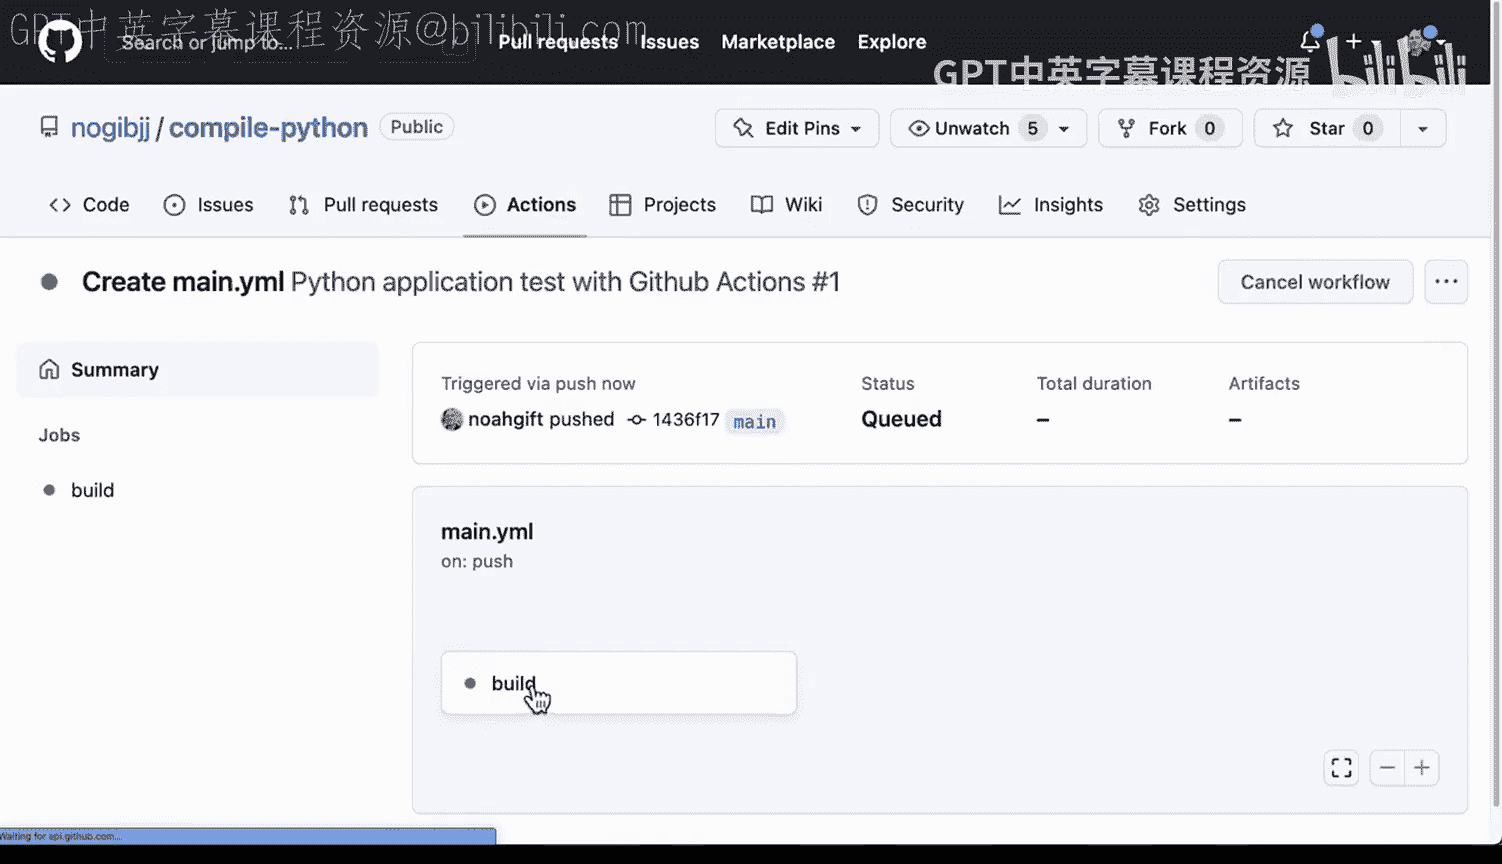 GPT中英字幕课程资源@bilibili.com
Search or jump to...
Pull requests Issues Marketplace Explore
GPT中英字幕课程资源 bilibili
nogibjj / compile-python Public
Edit Pins Unwatch 5 Fork 0 Star 0
Code Issues Pull requests Actions Projects Wiki Security Insights Settings
Create main.yml Python application test with Github Actions #1
Cancel workflow ...
Summary
Jobs
build
Triggered via push now Status Total duration Artifacts
noahgift pushed 1436f17 main Queued – –
main.yml
on: push
build
Waiting for api.github.com...